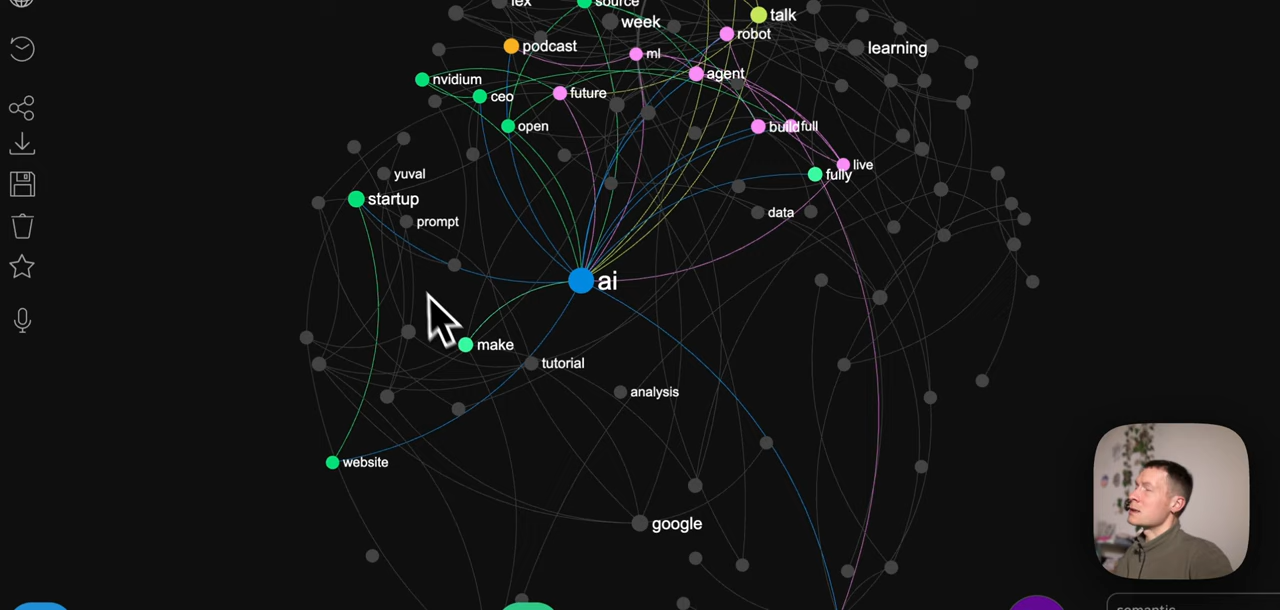 lex
source
talk
week
robot
podcast
learning
ml
agent
nvidium
future
ceo
open
build
full
live
yuval
fully
startup
data
prompt
ai
make
tutorial
analysis
website
google
semantic